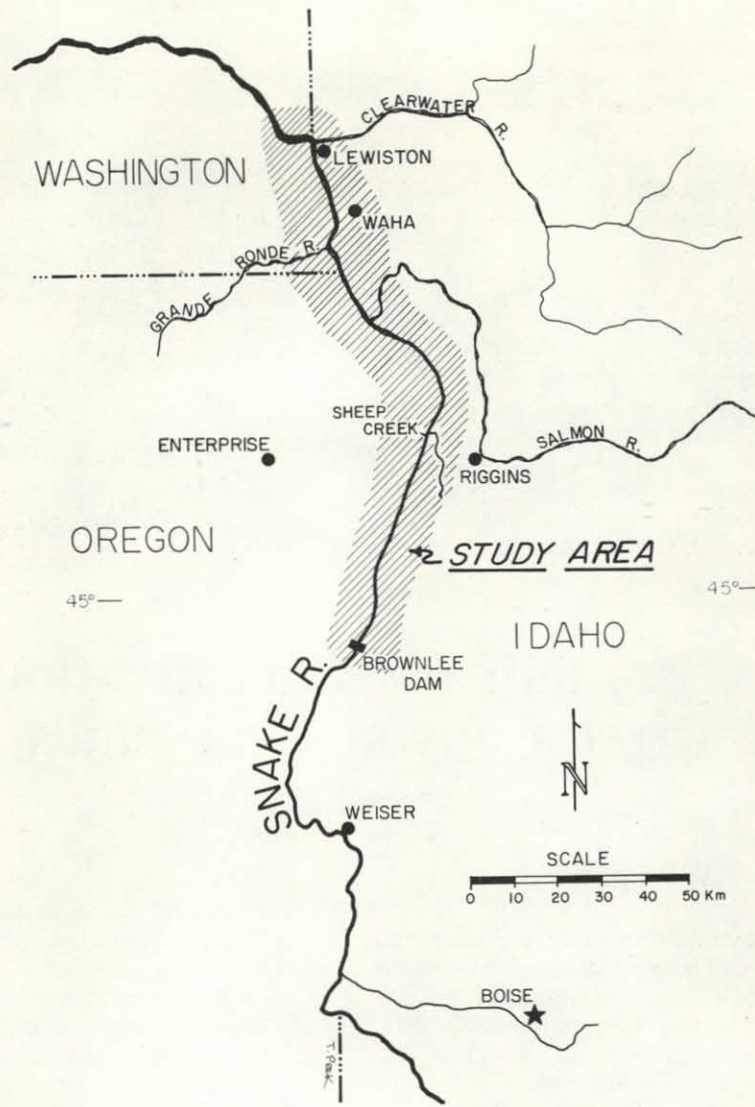 CLEARWATER R.
LEWISTON
WASHINGTON
WAHA
GRANDE RONDE R.
SHEEP
CREEK
ENTERPRISE
SALMON R.
RIGGINS
OREGON
STUDY AREA
45°
45°
IDAHO
BROWNLEE
DAM
SNAKE R.
N
WEISER
SCALE
0 10 20 30 40 50 Km
BOISE
T. Peek